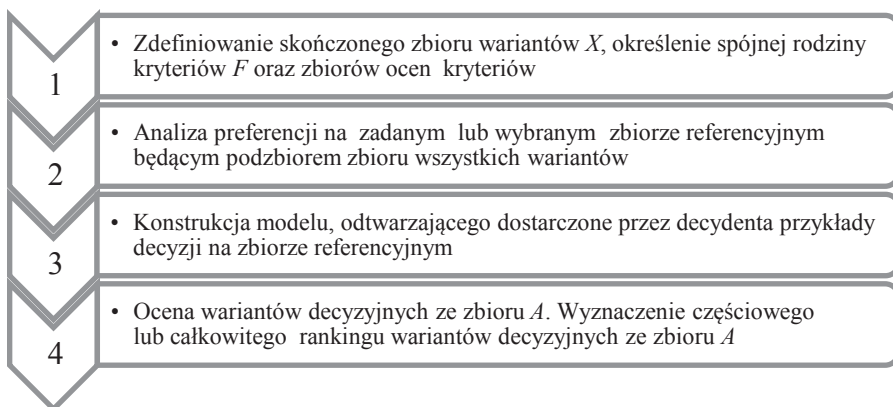 1
• Zdefiniowanie skończonego zbioru wariantów X, określenie spójnej rodziny
kryteriów F oraz zbiorów ocen kryteriów
2
• Analiza preferencji na zadanym lub wybranym zbiorze referencyjnym
będącym podzbiorem zbioru wszystkich wariantów
3
• Konstrukcja modelu, odtwarzającego dostarczone przez decydenta przykłady
decyzji na zbiorze referencyjnym
4
• Ocena wariantów decyzyjnych ze zbioru A. Wyznaczenie częściowego
lub całkowitego rankingu wariantów decyzyjnych ze zbioru A